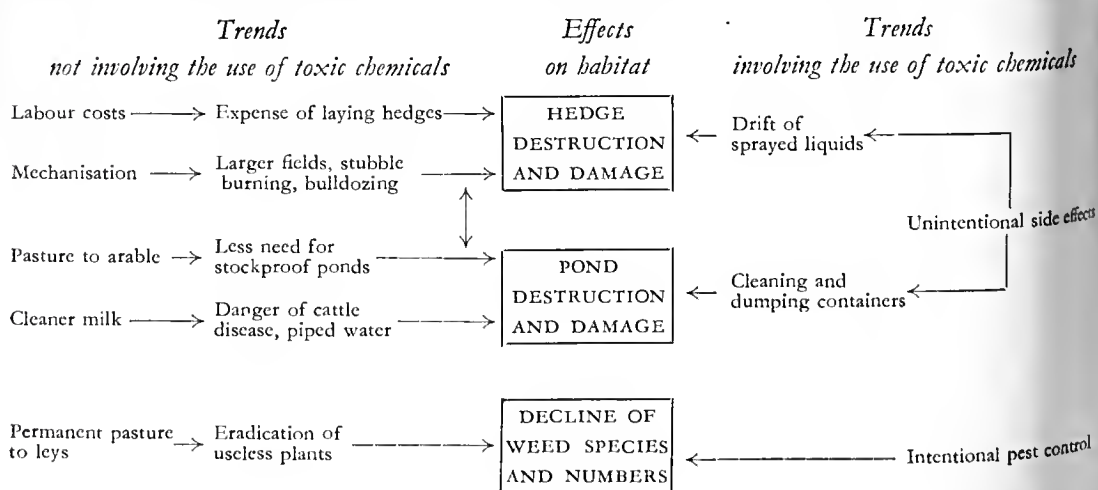 Trends
not involving the use of toxic chemicals
Effects
on habitat
Trends
involving the use of toxic chemicals
Labour costs
Expense of laying hedges
Mechanisation
Larger fields, stubble
burning, bulldozing
HEDGE
DESTRUCTION
AND DAMAGE
Drift of
sprayed liquids
Unintentional side effects
Pasture to arable
Less need for
stockproof ponds
Cleaner milk
Danger of cattle
disease, piped water
POND
DESTRUCTION
AND DAMAGE
Cleaning and
dumping containers
Permanent pasture
to leys
Eradication of
useless plants
DECLINE OF
WEED SPECIES
AND NUMBERS
Intentional pest control